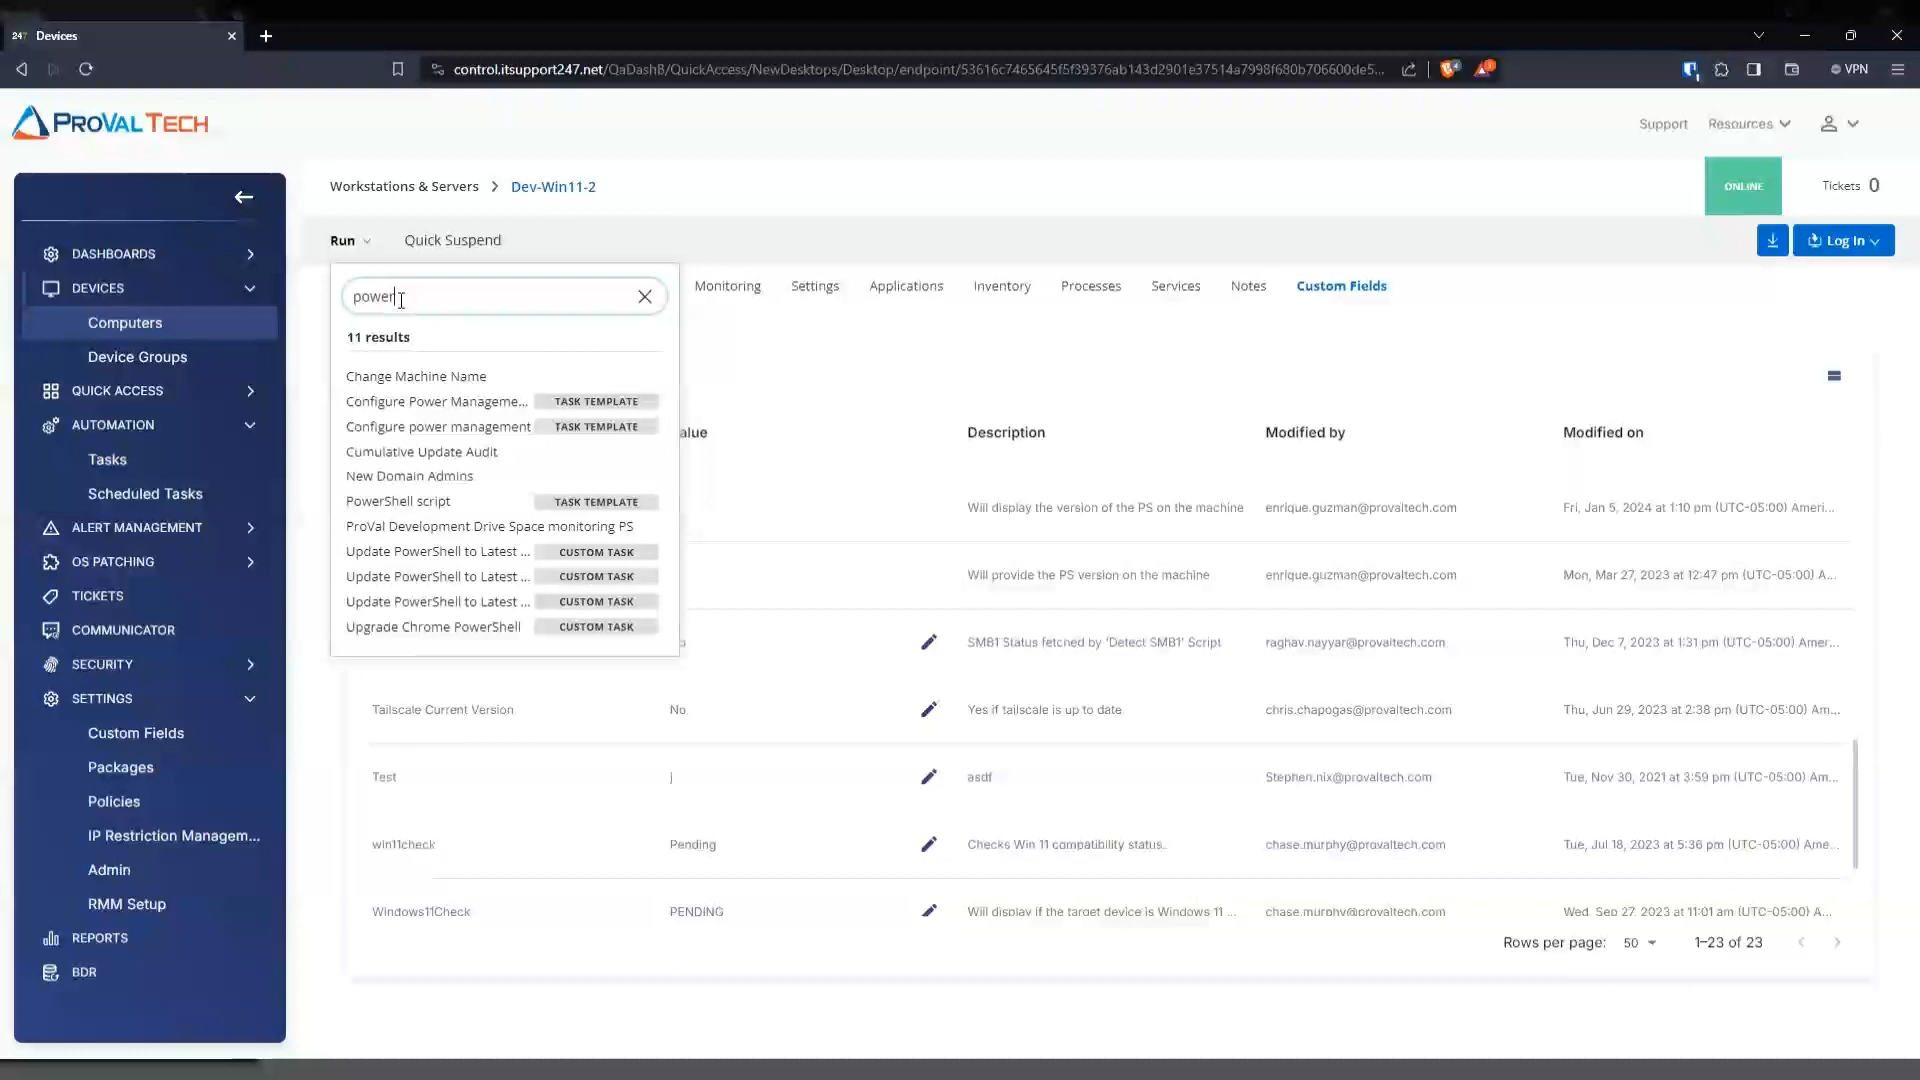 247 Devices
control.itsupport247.net/QaDashB/QuickAccess/NewDesktops/Desktop/endpoint/53616c7465645f5f39376ab143d2901e37514a7998f680b706600de5...
VPN
PROVAL TECH
Support Resources
Workstations & Servers > Dev-Win11-2
ONLINE
Tickets 0
Run Quick Suspend
Log In
power
11 results
Change Machine Name
Configure Power Manageme... TASK TEMPLATE
Configure power management TASK TEMPLATE
Cumulative Update Audit
New Domain Admins
PowerShell script TASK TEMPLATE
ProVal Development Drive Space monitoring PS
Update PowerShell to Latest ... CUSTOM TASK
Update PowerShell to Latest ... CUSTOM TASK
Update PowerShell to Latest ... CUSTOM TASK
Upgrade Chrome PowerShell CUSTOM TASK
Monitoring Settings Applications Inventory Processes Services Notes Custom Fields
DASHBOARDS
DEVICES
Computers
Device Groups
QUICK ACCESS
AUTOMATION
Tasks
Scheduled Tasks
ALERT MANAGEMENT
OS PATCHING
TICKETS
COMMUNICATOR
SECURITY
SETTINGS
Custom Fields
Packages
Policies
IP Restriction Managem...
Admin
RMM Setup
REPORTS
BDR
alue Description Modified by Modified on
Will display the version of the PS on the machine enrique.guzman@provaltech.com Fri, Jan 5, 2024 at 1:10 pm (UTC-05:00) Ameri...
Will provide the PS version on the machine enrique.guzman@provaltech.com Mon, Mar 27, 2023 at 12:47 pm (UTC-05:00) A...
SMB1 Status fetched by 'Detect SMB1' Script raghav.nayyar@provaltech.com Thu, Dec 7, 2023 at 1:31 pm (UTC-05:00) Amer...
Tailscale Current Version No Yes if tailscale is up to date chris.chapogas@provaltech.com Thu, Jun 29, 2023 at 2:38 pm (UTC-05:00) Am...
Test j asdf Stephen.nix@provaltech.com Tue, Nov 30, 2021 at 3:59 pm (UTC-05:00) Am...
win11check Pending Checks Win 11 compatibility status. chase.murphy@provaltech.com Tue, Jul 18, 2023 at 5:36 pm (UTC-05:00) Ame...
Windows11Check PENDING Will display if the target device is Windows 11 ... chase.murphy@provaltech.com Wed, Sep 27, 2023 at 11:01 am (UTC-05:00) A...
Rows per page: 50 1–23 of 23